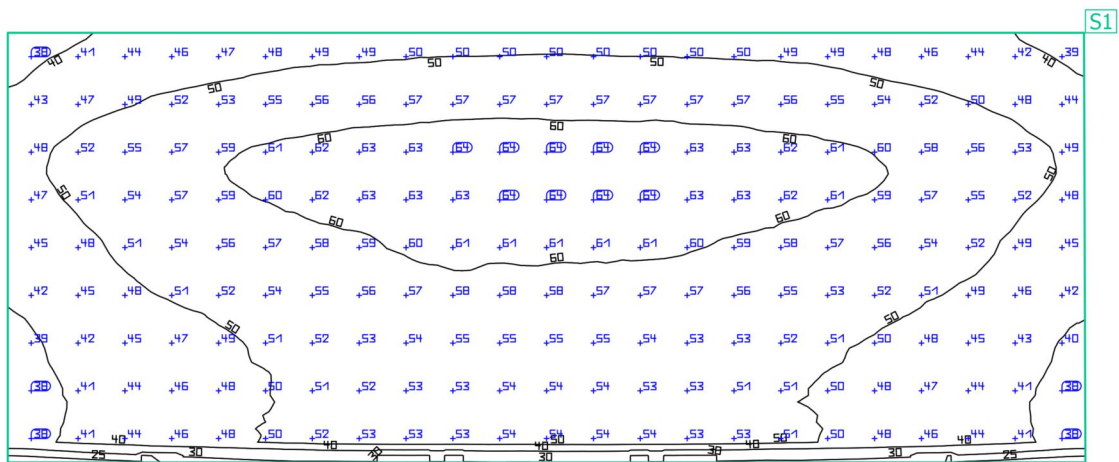 S1
38 41 44 46 47 48 49 49 50 50 50 50 50 50 50 50 49 49 48 46 44 42 39
40 50 50 50 40
43 47 49 52 53 55 56 56 57 57 57 57 57 57 57 57 56 55 54 52 50 48 44
50 50
60 60 60
48 52 55 57 59 61 62 63 63 64 64 64 64 64 63 63 62 61 60 58 56 53 49
50 50
47 51 54 57 59 60 62 63 63 63 64 64 64 64 63 63 62 61 59 57 55 52 48
60 60
45 48 51 54 56 57 58 59 60 61 61 61 61 61 60 59 58 57 56 54 52 49 45
60
42 45 48 51 52 54 55 56 57 58 58 58 57 57 57 56 55 53 52 51 49 46 42
50 50
39 42 45 47 49 51 52 53 54 55 55 55 55 54 53 53 52 51 50 48 45 43 40
38 41 44 46 48 50 51 52 53 53 54 54 54 53 53 51 51 50 48 47 44 41 38
38 41 44 46 48 50 52 53 53 53 54 54 54 53 53 53 51 50 48 46 44 41 38
40 40 40 50 40 50 40
25 30 30 30 30 25